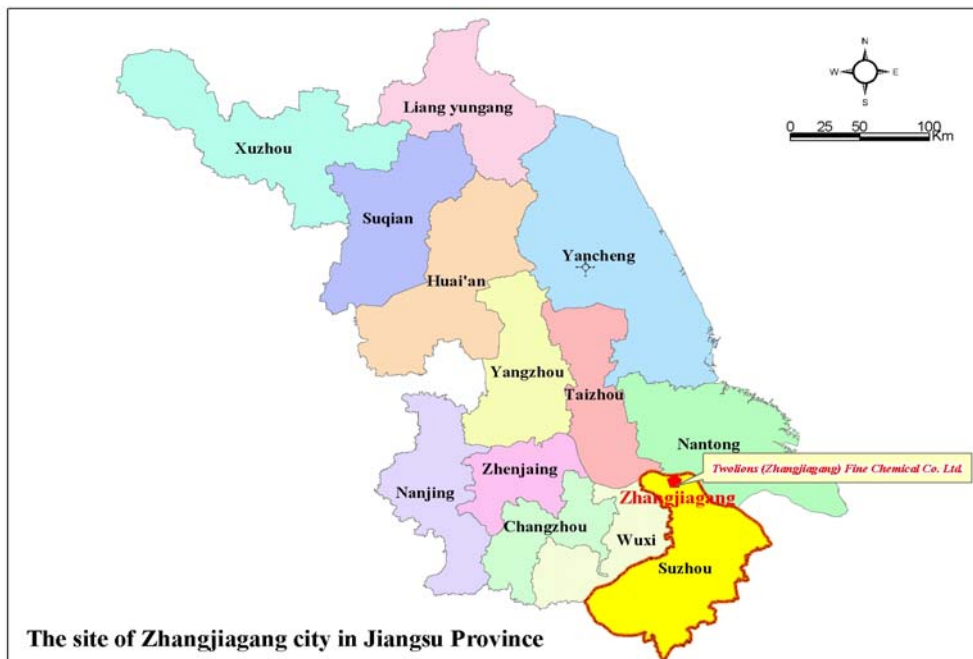 N
W E
S
0 25 50 100
Km
Liang yungang
Xuzhou
Suqian
Yancheng
Huai'an
Yangzhou
Taizhou
Nantong
Twolions (Zhangjiagang) Fine Chemical Co. Ltd.
Zhenjaing
Nanjing
Zhangjiagang
Changzhou
Wuxi
Suzhou
The site of Zhangjiagang city in Jiangsu Province